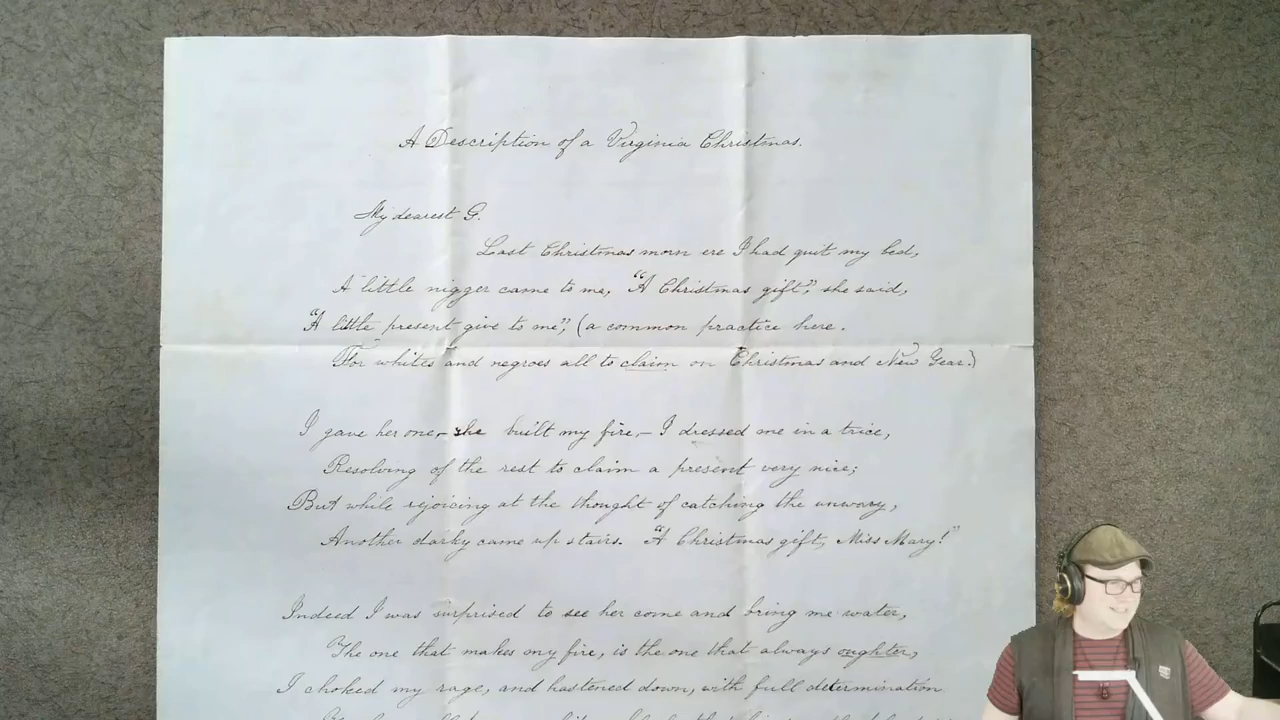 A Description of a Virginia Christmas.
My dearest G.
Last Christmas morn ere I had quit my bed,
A little nigger came to me, "A Christmas gift," she said,
"A little present give to me", (a common practice here.
For whites and negroes all to claim on Christmas and New Year.)
I gave her one,- she built my fire,- I dressed me in a trice,
Resolving of the rest to claim a present very nice;
But while rejoicing at the thought of catching the unwary,
Another darky came up stairs. "A Christmas gift, Miss Mary!"
Indeed I was surprised to see her come and bring me water,
The one that makes my fire, is the one that always oughter,
I choked my rage, and hastened down, with full determination